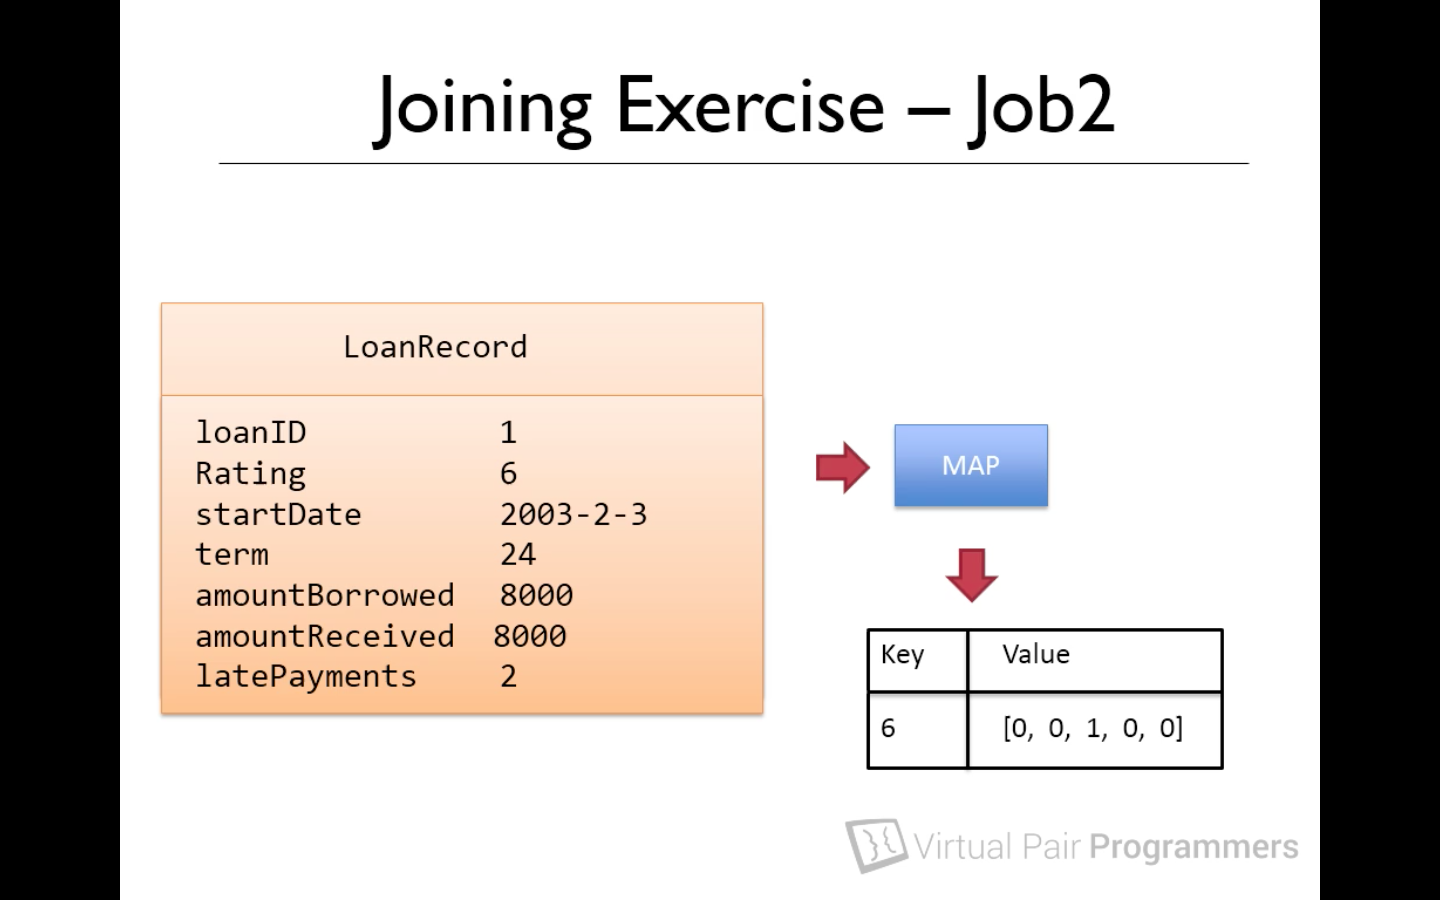 Joining Exercise – Job2
LoanRecord
loanID 1
Rating 6
startDate 2003-2-3
term 24
amountBorrowed 8000
amountReceived 8000
latePayments 2
MAP
Key Value
6 [0, 0, 1, 0, 0]
Virtual Pair Programmers